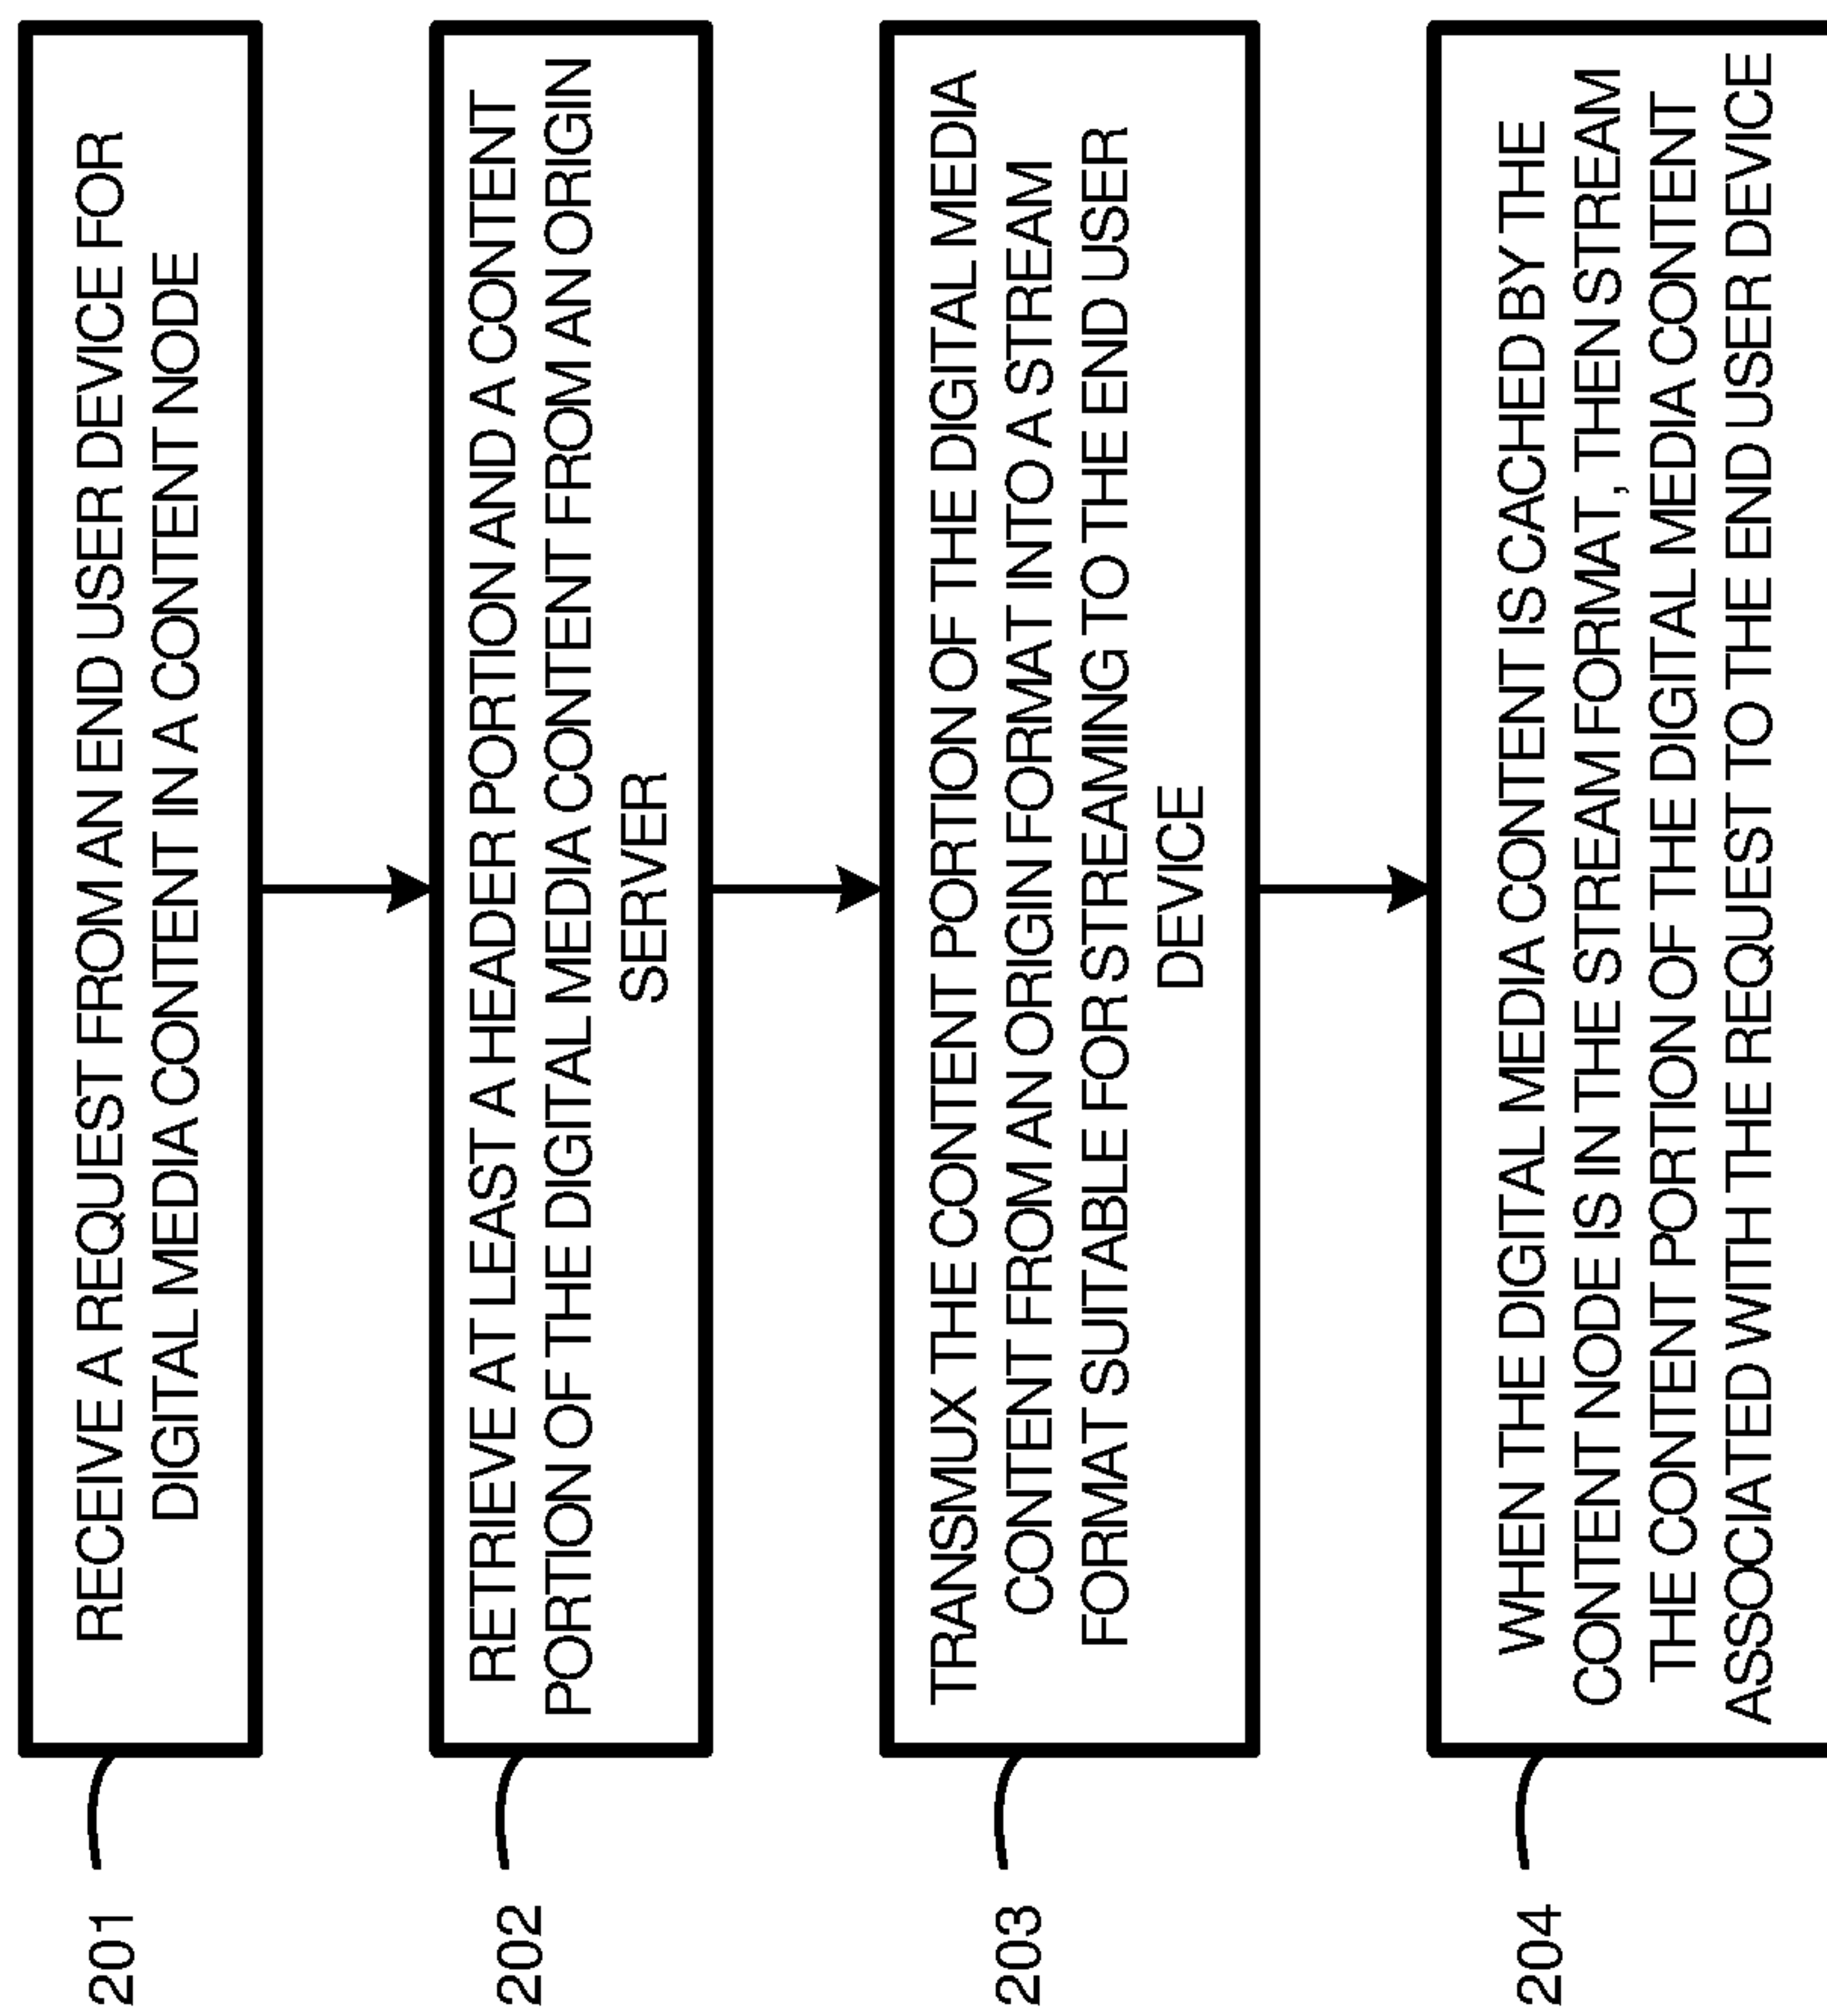 201
RECEIVE A REQUEST FROM AN END USER DEVICE FOR
DIGITAL MEDIA CONTENT IN A CONTENT NODE
202
RETRIEVE AT LEAST A HEADER PORTION AND A CONTENT
PORTION OF THE DIGITAL MEDIA CONTENT FROM AN ORIGIN
SERVER
203
TRANSMUX THE CONTENT PORTION OF THE DIGITAL MEDIA
CONTENT FROM AN ORIGIN FORMAT INTO A STREAM
FORMAT SUITABLE FOR STREAMING TO THE END USER
DEVICE
204
WHEN THE DIGITAL MEDIA CONTENT IS CACHED BY THE
CONTENT NODE IS IN THE STREAM FORMAT, THEN STREAM
THE CONTENT PORTION OF THE DIGITAL MEDIA CONTENT
ASSOCIATED WITH THE REQUEST TO THE END USER DEVICE